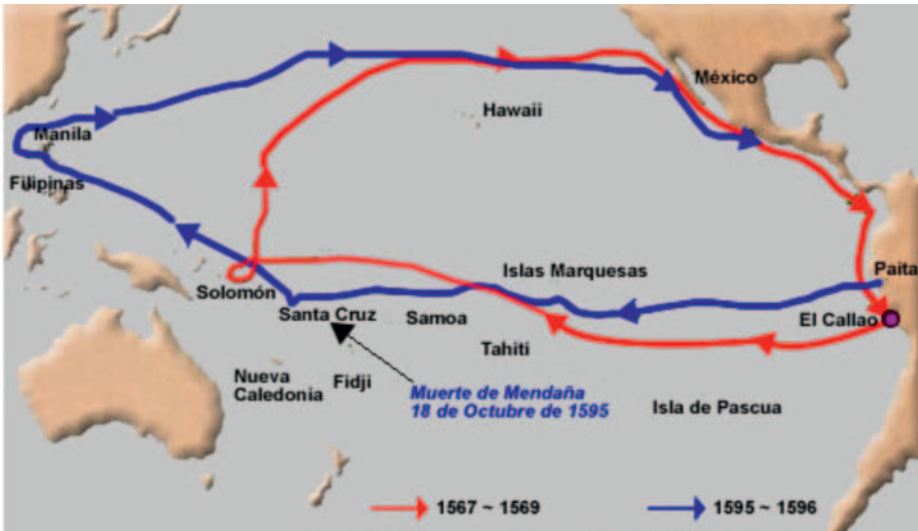 México
Hawaii
Manila
Filipinas
Islas Marquesas
Paita
Solomón
Santa Cruz
Samoa
El Callao
Tahiti
Nueva
Caledonia
Fidji
Muerte de Mendaña
18 de Octubre de 1595
Isla de Pascua
1567 ~ 1569
1595 ~ 1596